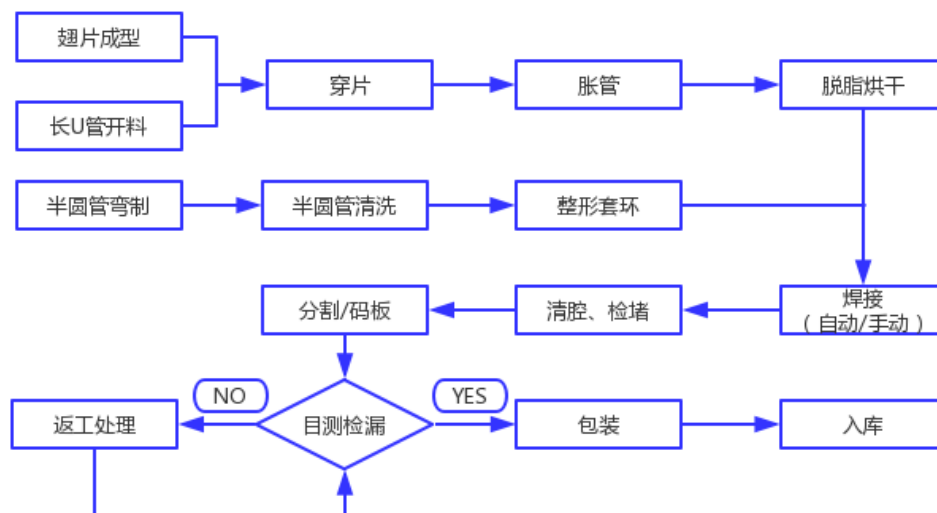 翅片成型
穿片
胀管
脱脂烘干
长U管开料
半圆管弯制
半圆管清洗
整形套环
分割/码板
清腔、检堵
焊接
（自动/手动）
NO
YES
返工处理
目测检漏
包装
入库